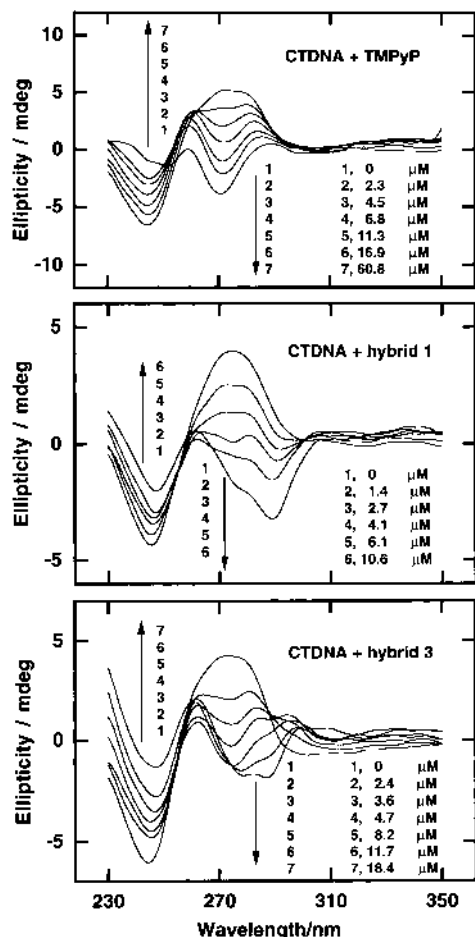 CTDNA + TMPyP
Ellipticity / mdeg
10
5
0
-5
-10
7
6
5
4
3
2
1
1 1, 0 µM
2 2, 2.3 µM
3 3, 4.5 µM
4 4, 6.8 µM
5 5, 11.3 µM
6 6, 16.9 µM
7 7, 60.8 µM
CTDNA + hybrid 1
Ellipticity / mdeg
5
0
-5
6
5
4
3
2
1
1 1, 0 µM
2 2, 1.4 µM
3 3, 2.7 µM
4 4, 4.1 µM
5 5, 6.1 µM
6 6, 10.6 µM
CTDNA + hybrid 3
Ellipticity / mdeg
5
0
-5
7
6
5
4
3
2
1
1 1, 0 µM
2 2, 2.4 µM
3 3, 3.6 µM
4 4, 4.7 µM
5 5, 8.2 µM
6 6, 11.7 µM
7 7, 18.4 µM
230 270 310 350
Wavelength/nm